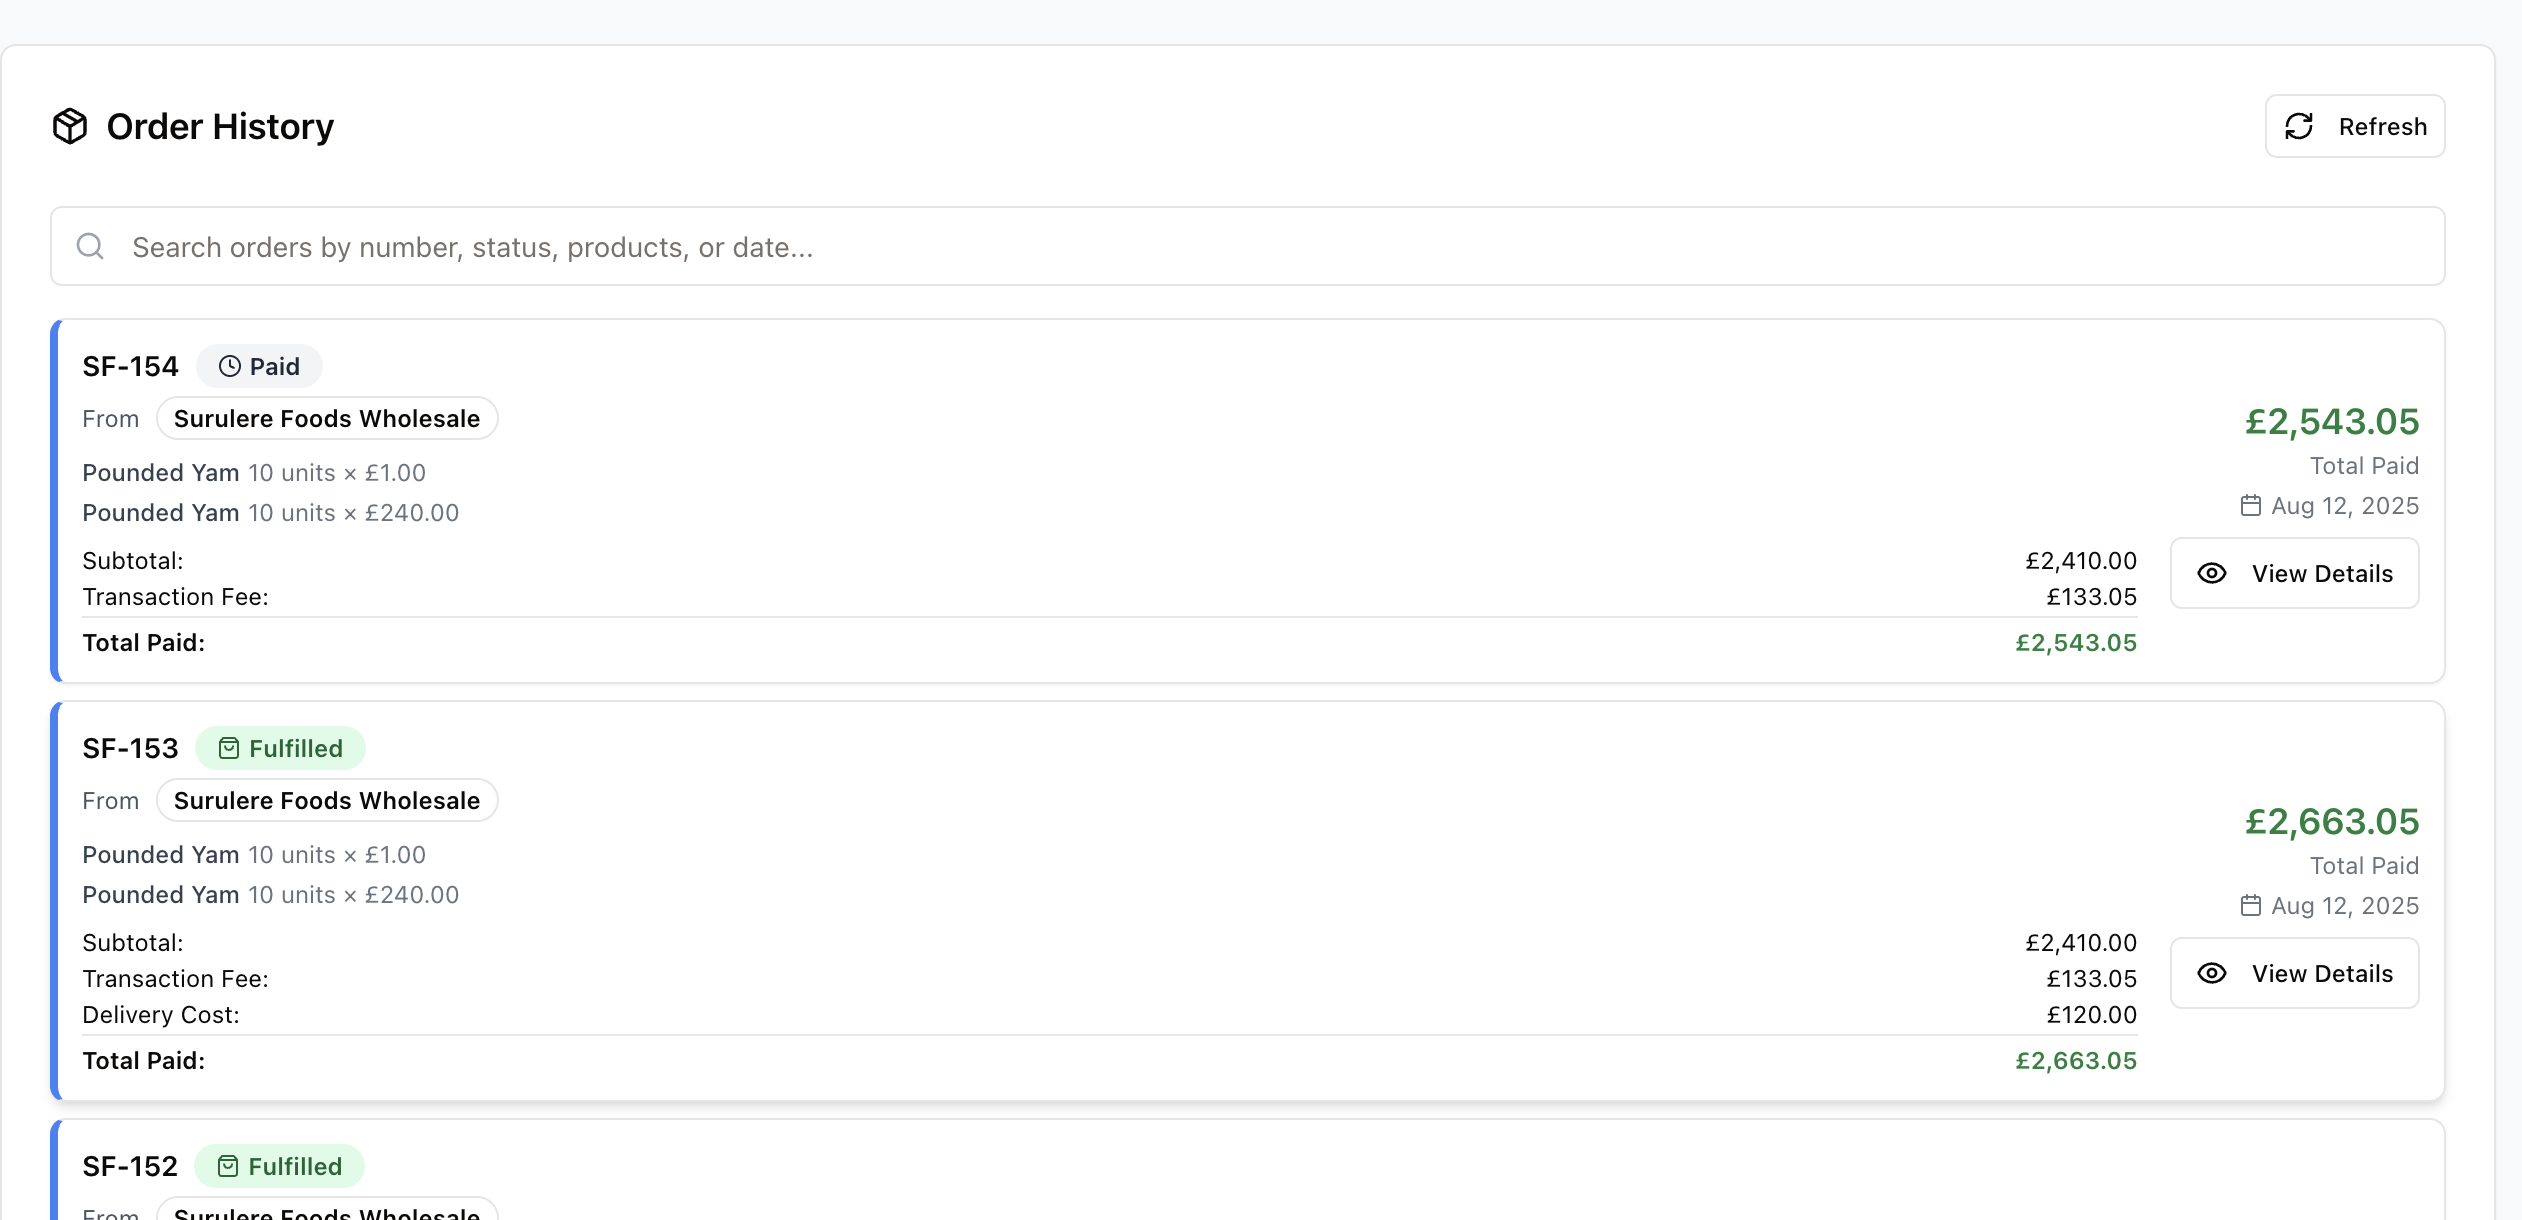 Order History
Refresh
Search orders by number, status, products, or date...
SF-154 Paid
From Surulere Foods Wholesale
Pounded Yam 10 units × £1.00
Pounded Yam 10 units × £240.00
Subtotal: £2,410.00
Transaction Fee: £133.05
Total Paid: £2,543.05
£2,543.05
Total Paid
Aug 12, 2025
View Details
SF-153 Fulfilled
From Surulere Foods Wholesale
Pounded Yam 10 units × £1.00
Pounded Yam 10 units × £240.00
Subtotal: £2,410.00
Transaction Fee: £133.05
Delivery Cost: £120.00
Total Paid: £2,663.05
£2,663.05
Total Paid
Aug 12, 2025
View Details
SF-152 Fulfilled
From Surulere Foods Wholesale